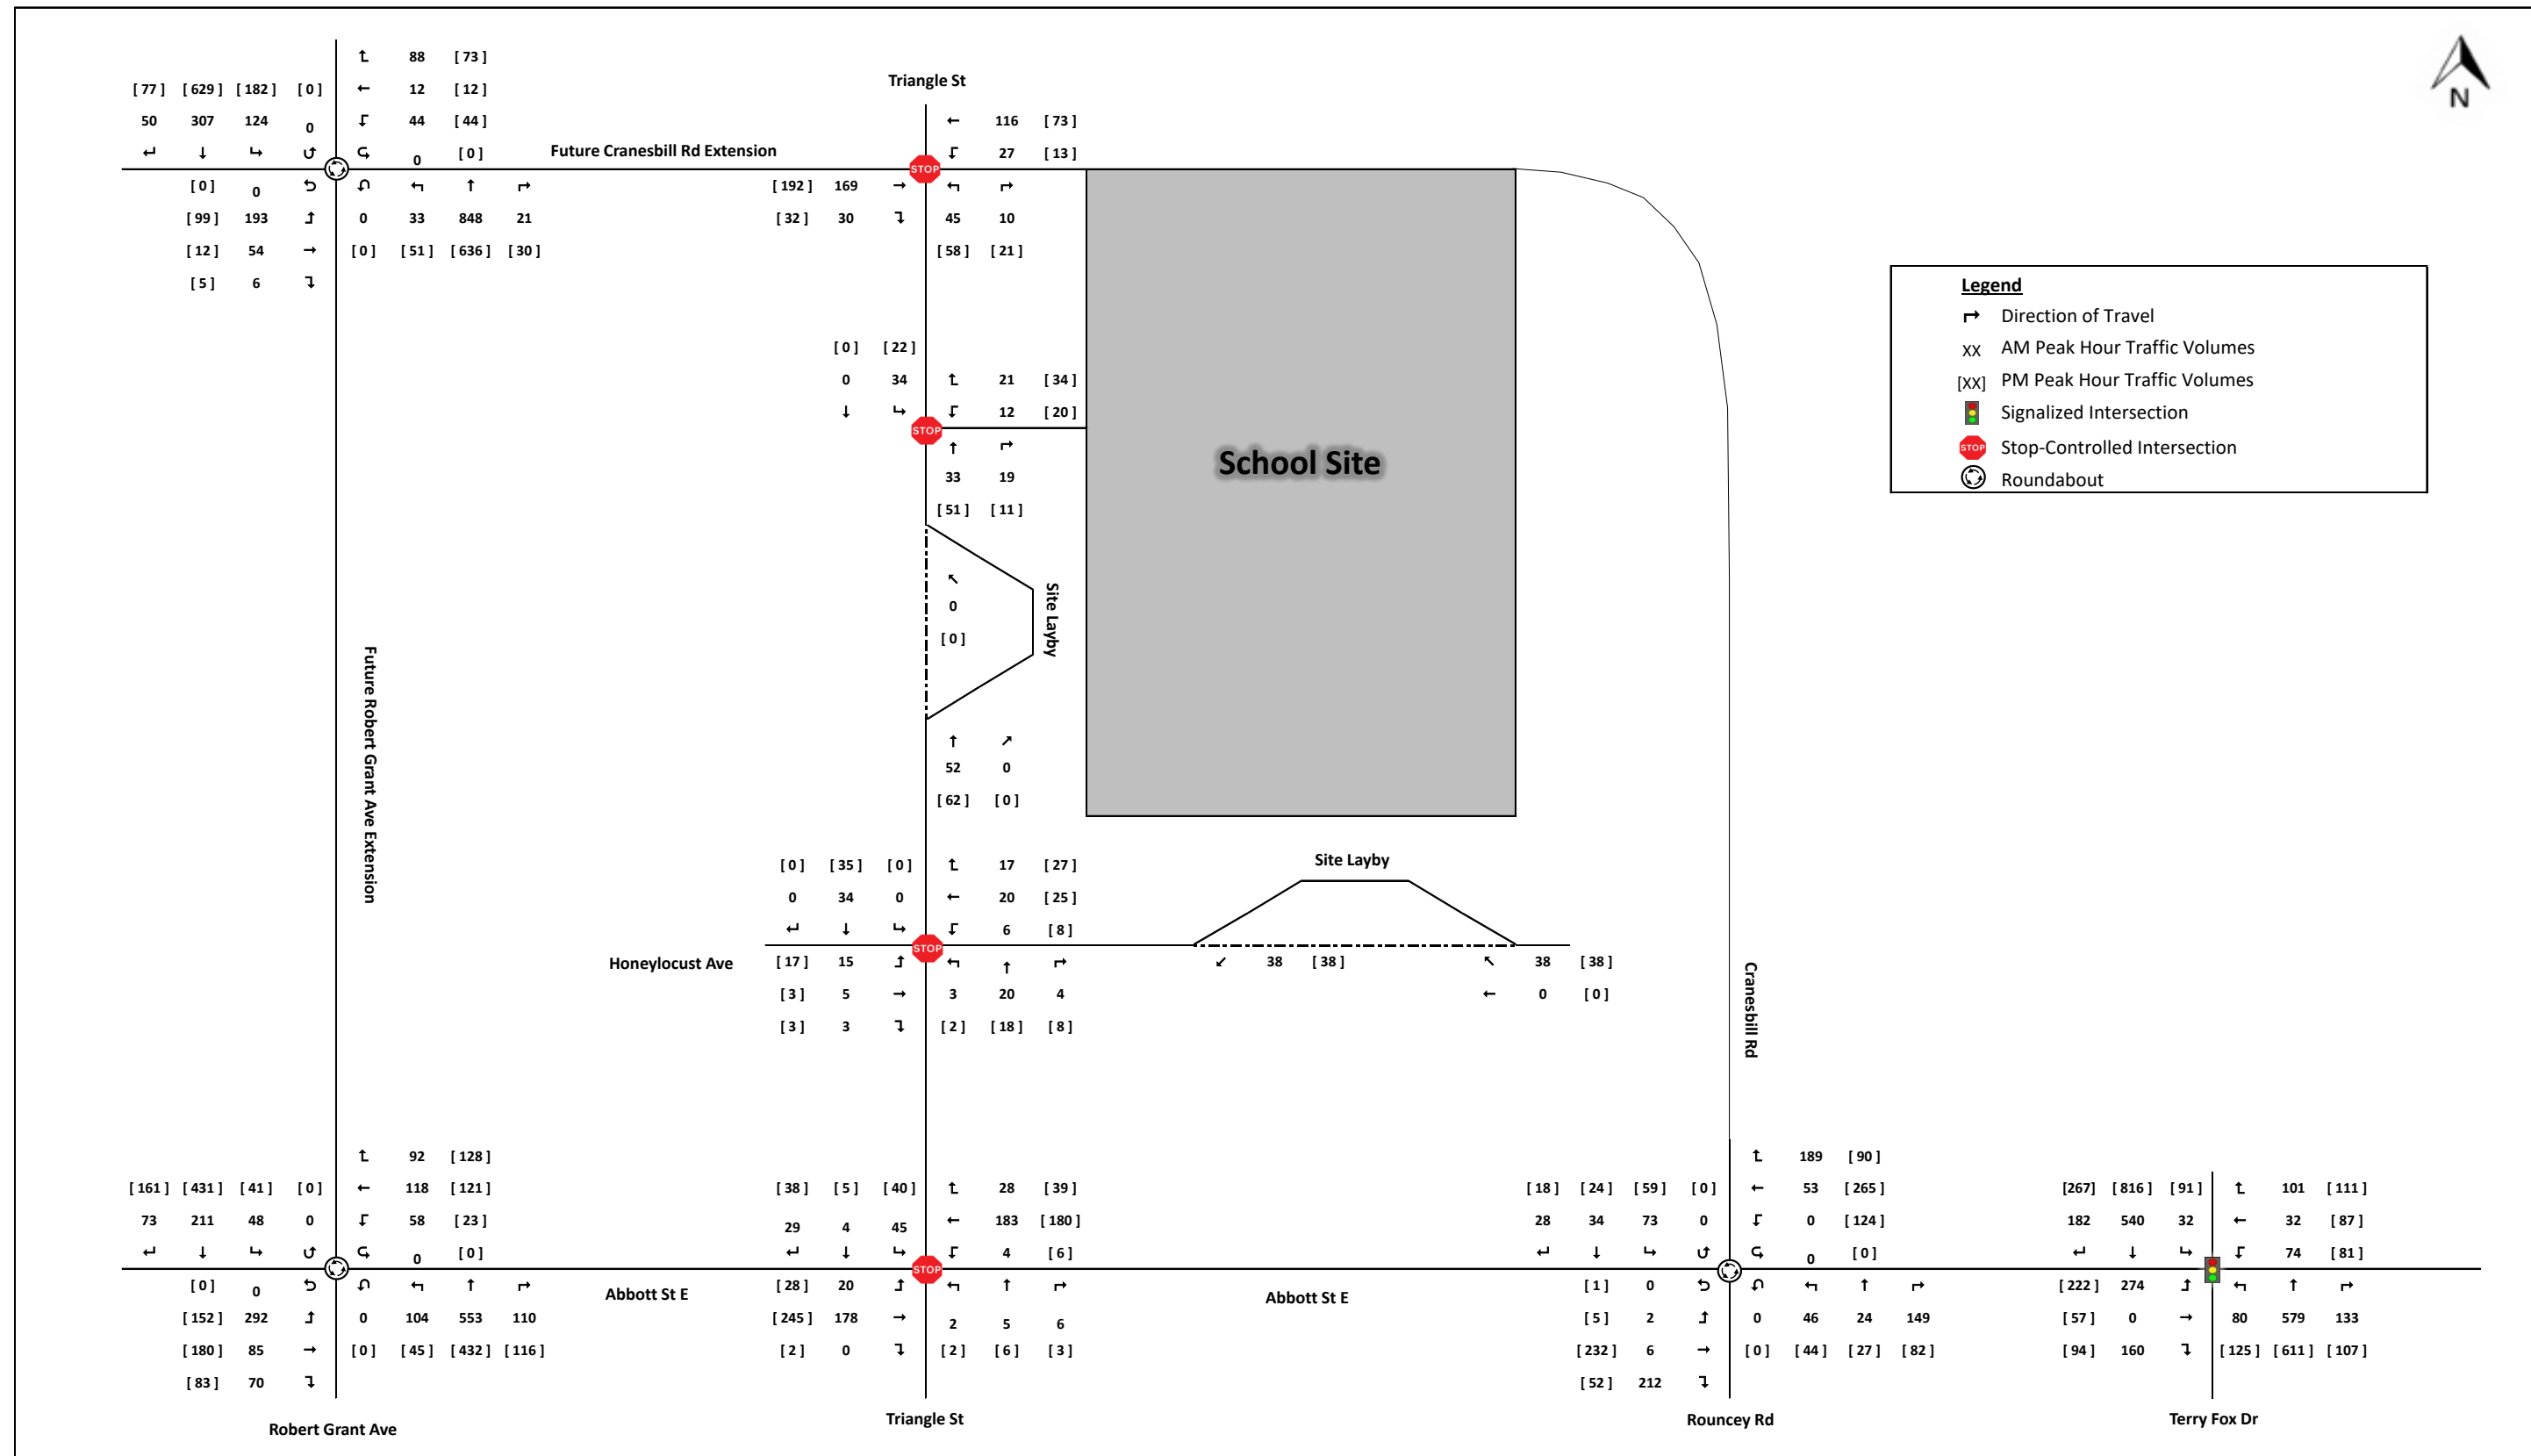 88 [ 73 ]
Triangle St
[ 77 ] [ 629 ] [ 182 ] [ 0 ] 12 [ 12 ]
N
50 307 124 0 44 [ 44 ]
116 [ 73 ]
0 [ 0 ]
Future Cranesbill Rd Extension
27 [ 13 ]
STOP
[ 0 ] 0
[ 192 ] 169
[ 99 ] 193 0 33 848 21
[ 32 ] 30 45 10
[ 12 ] 54 [ 0 ] [ 51 ] [ 636 ] [ 30 ]
[ 58 ] [ 21 ]
[ 5 ] 6
Legend
Direction of Travel
XX AM Peak Hour Traffic Volumes
[XX] PM Peak Hour Traffic Volumes
Signalized Intersection
STOP Stop-Controlled Intersection
Roundabout
[ 0 ] [ 22 ]
0 34 21 [ 34 ]
12 [ 20 ]
STOP
33 19
[ 51 ] [ 11 ]
School Site
0
[ 0 ]
Site Layby
Future Robert Grant Ave Extension
52 0
[ 62 ] [ 0 ]
[ 0 ] [ 35 ] [ 0 ] 17 [ 27 ]
Site Layby
0 34 0 20 [ 25 ]
6 [ 8 ]
STOP
Honeylocust Ave
[ 17 ] 15
38 [ 38 ] 38 [ 38 ]
[ 3 ] 5 3 20 4
0 [ 0 ]
[ 3 ] 3 [ 2 ] [ 18 ] [ 8 ]
Cranesbill Rd
92 [ 128 ]
189 [ 90 ]
[ 161 ] [ 431 ] [ 41 ] [ 0 ] 118 [ 121 ]
[ 38 ] [ 5 ] [ 40 ] 28 [ 39 ]
[ 18 ] [ 24 ] [ 59 ] [ 0 ] 53 [ 265 ]
[267] [ 816 ] [ 91 ] 101 [ 111 ]
73 211 48 0 58 [ 23 ]
29 4 45 183 [ 180 ]
28 34 73 0 0 [ 124 ]
182 540 32 32 [ 87 ]
0 [ 0 ]
4 [ 6 ]
0 [ 0 ]
74 [ 81 ]
STOP
[ 0 ] 0
Abbott St E
[ 28 ] 20
Abbott St E
[ 1 ] 0
[ 222 ] 274
[ 152 ] 292 0 104 553 110
[ 245 ] 178 2 5 6
[ 5 ] 2 0 46 24 149
[ 57 ] 0 80 579 133
[ 180 ] 85 [ 0 ] [ 45 ] [ 432 ] [ 116 ]
[ 2 ] 0 [ 2 ] [ 6 ] [ 3 ]
[ 232 ] 6 [ 0 ] [ 44 ] [ 27 ] [ 82 ]
[ 94 ] 160 [ 125 ] [ 611 ] [ 107 ]
[ 83 ] 70
[ 52 ] 212
Robert Grant Ave
Triangle St
Rouncey Rd
Terry Fox Dr